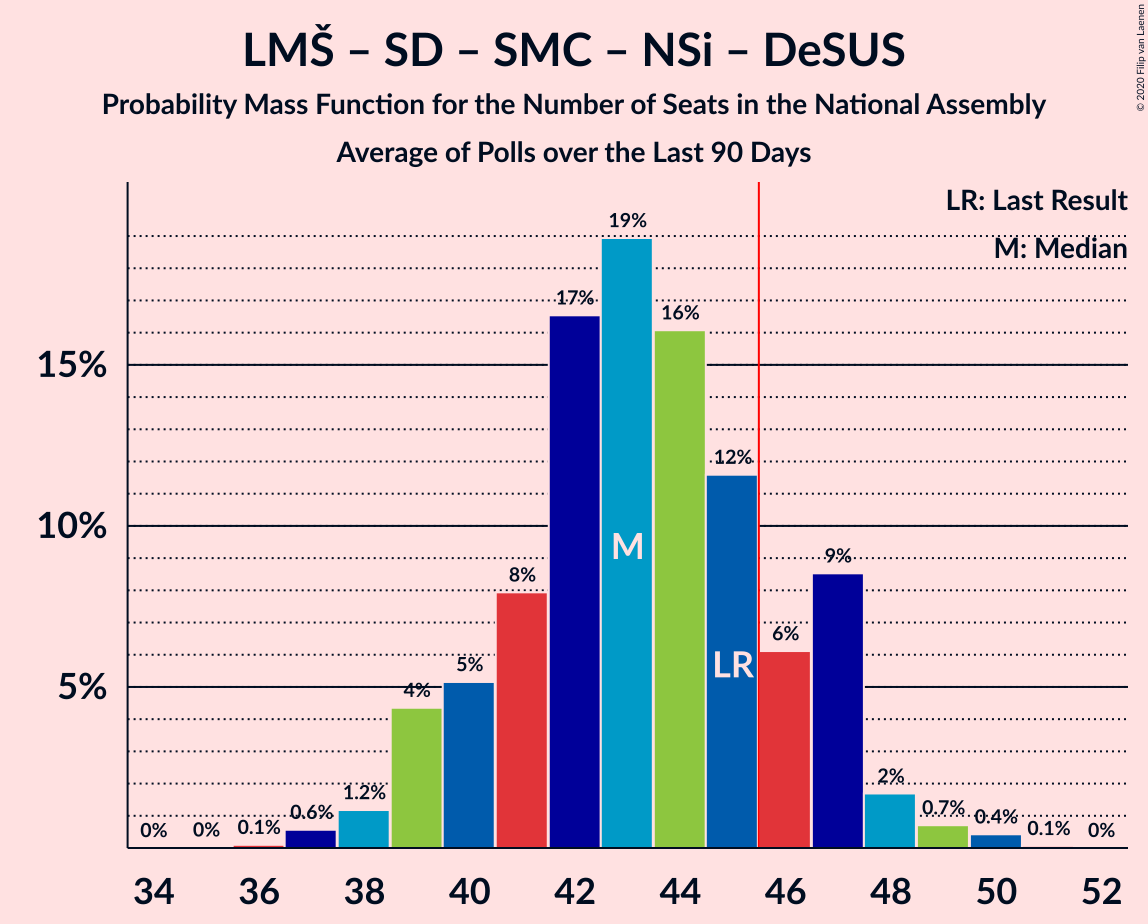 LMŠ – SD – SMC – NSi – DeSUS
Probability Mass Function for the Number of Seats in the National Assembly
Average of Polls over the Last 90 Days
© 2020 Filip van Laenen
LR: Last Result
M: Median
15%
10%
5%
0%
0%
0.1%
0.6%
1.2%
4%
5%
8%
17%
19%
16%
12%
6%
9%
2%
0.7%
0.4%
0.1%
0%
M
LR
34 36 38 40 42 44 46 48 50 52